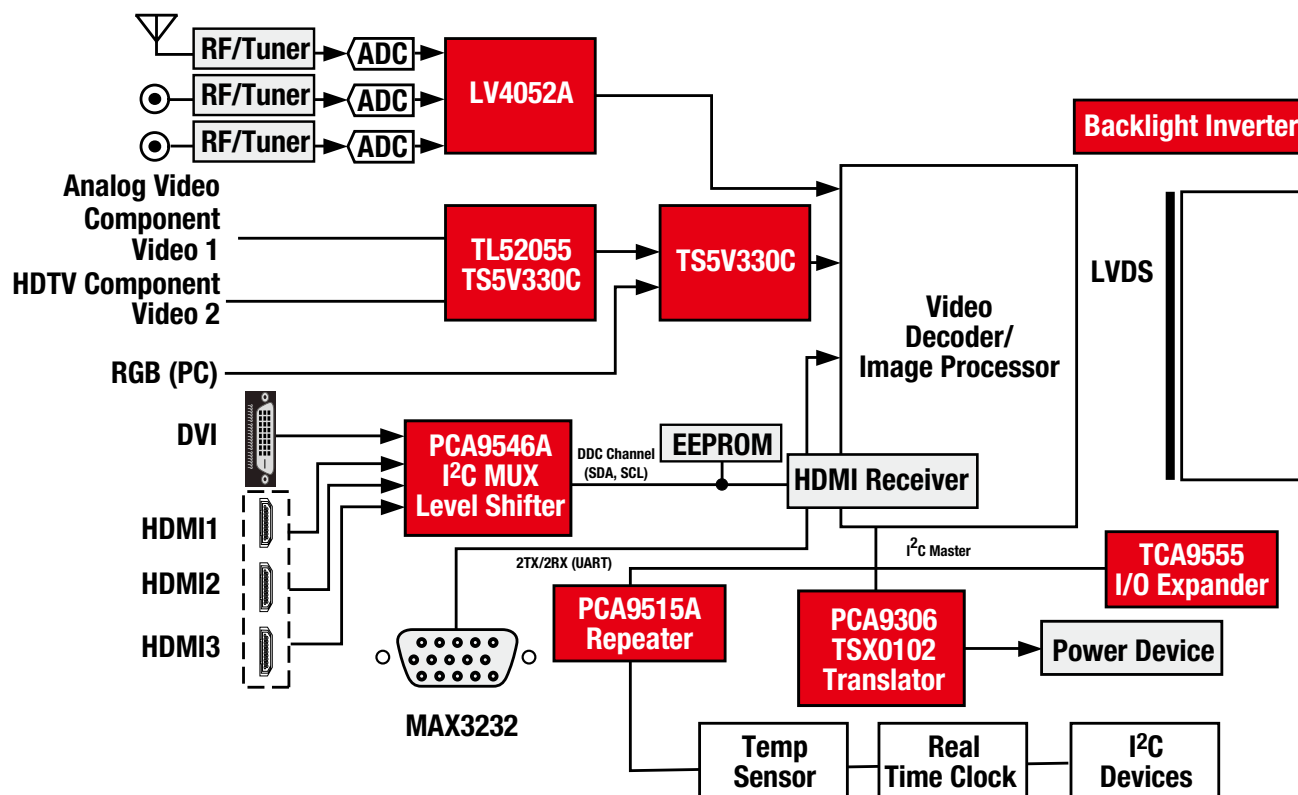 RF/Tuner
ADC
RF/Tuner
ADC
RF/Tuner
ADC
LV4052A
Backlight Inverter
Analog Video
Component
Video 1
HDTV Component
Video 2
TL52055
TS5V330C
TS5V330C
Video
Decoder/
Image Processor
LVDS
RGB (PC)
DVI
PCA9546A
I²C MUX
Level Shifter
DDC Channel
(SDA, SCL)
EEPROM
HDMI Receiver
HDMI1
HDMI2
HDMI3
2TX/2RX (UART)
I²C Master
TCA9555
I/O Expander
PCA9515A
Repeater
PCA9306
TSX0102
Translator
Power Device
MAX3232
Temp
Sensor
Real
Time Clock
I²C
Devices